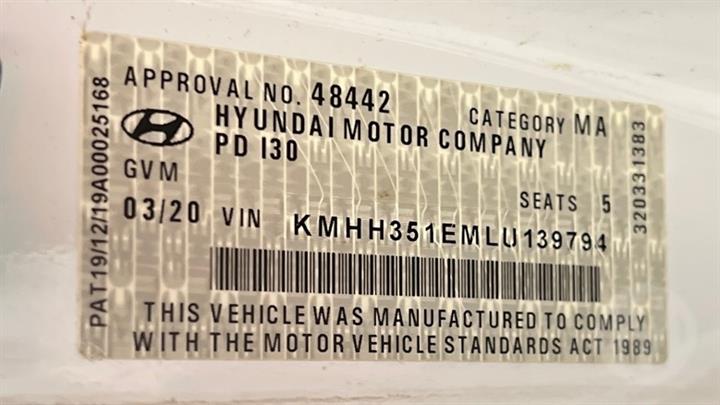 APPROVAL NO. 48442
CATEGORY MA
HYUNDAI MOTOR COMPANY
PD I30
GVM
SEATS 5
03/20 VIN KMHH351EMLU139794
THIS VEHICLE WAS MANUFACTURED TO COMPLY
WITH THE MOTOR VEHICLE STANDARDS ACT 1989
PAT19/12/19A00025168
320331383